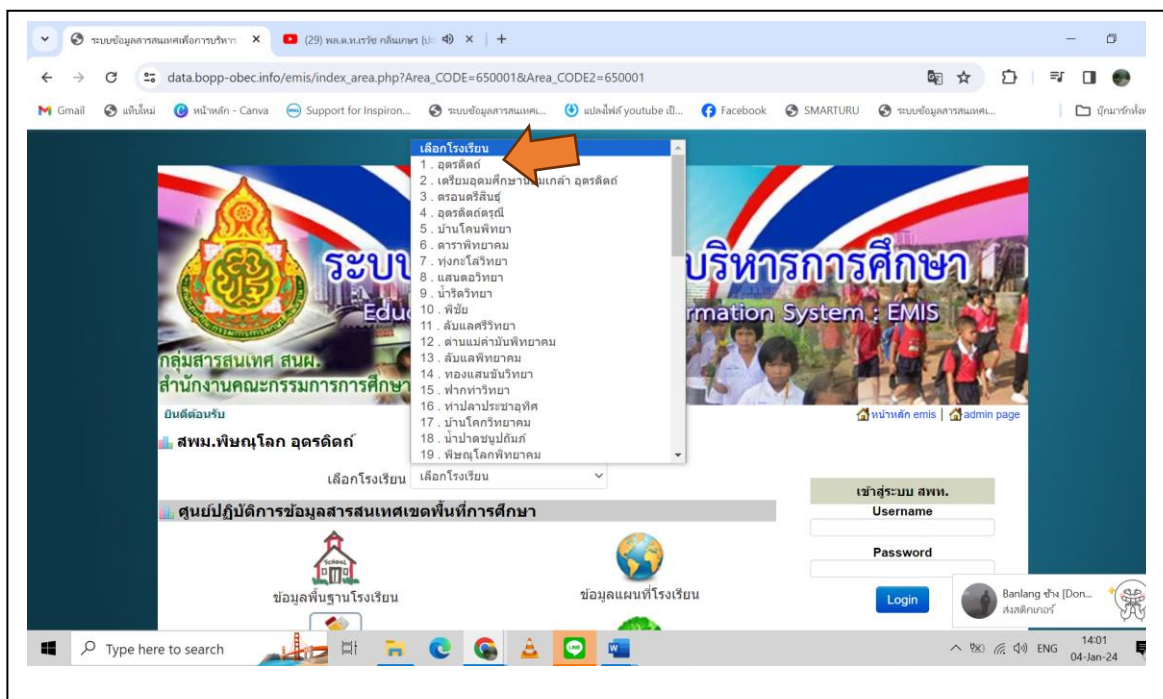 ระบบข้อมูลสารสนเทศเพื่อการบริหาร
(29) พล.ต.ท.เรวัช กลิ่นเกษร
data.bopp-obec.info/emis/index_area.php?Area_CODE=650001&Area_CODE2=650001
Gmail แท็บใหม่ หน้าหลัก - Canva Support for Inspiron... ระบบข้อมูลสารสนเทศเ... แปลงไฟล์ youtube เป็... Facebook SMARTURU ระบบข้อมูลสารสนเทศเ...
เลือกโรงเรียน
1 . อุตรดิตถ์
2 . เตรียมอุดมศึกษาน้อมเกล้า อุตรดิตถ์
3 . ตรอนตรีสินธุ์
4 . อุตรดิตถ์ดรุณี
5 . บ้านโคนพิทยา
6 . ดาราพิทยาคม
7 . ทุ่งกะโล่วิทยา
8 . แสนตอวิทยา
9 . น้ำริดวิทยา
10 . พิชัย
11 . ลับแลศรีวิทยา
12 . ด่านแม่คำมันพิทยาคม
13 . ลับแลพิทยาคม
14 . ทองแสนขันวิทยา
15 . ฟากท่าวิทยา
16 . ท่าปลาประชาอุทิศ
17 . บ้านโคกวิทยาคม
18 . น้ำปาดชนูปถัมภ์
19 . พิษณุโลกพิทยาคม
ระบบ บริหารการศึกษา
Edu rmation System : EMIS
กลุ่มสารสนเทศ สนผ.
สำนักงานคณะกรรมการการศึกษา
ยินดีต้อนรับ
หน้าหลัก emis | admin page
สพม.พิษณุโลก อุตรดิตถ์
เลือกโรงเรียน เลือกโรงเรียน
ศูนย์ปฏิบัติการข้อมูลสารสนเทศเขตพื้นที่การศึกษา
เข้าสู่ระบบ สพท.
Username
Password
Login
SCHOOL
ข้อมูลพื้นฐานโรงเรียน
ข้อมูลแผนที่โรงเรียน
Banlang ช้าง [Don...
ส่งสติกเกอร์
Type here to search
ENG
14:01
04-Jan-24